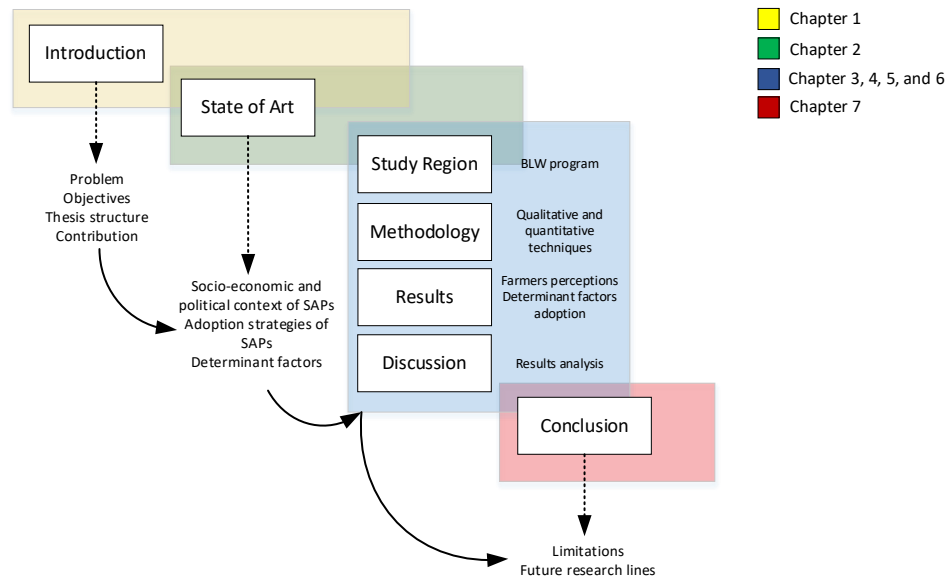 Introduction
Problem
Objectives
Thesis structure
Contribution
State of Art
Socio-economic and
political context of SAPs
Adoption strategies of
SAPs
Determinant factors
Study Region
BLW program
Methodology
Qualitative and
quantitative
techniques
Results
Farmers perceptions
Determinant factors
adoption
Discussion
Results analysis
Conclusion
Limitations
Future research lines
Chapter 1
Chapter 2
Chapter 3, 4, 5, and 6
Chapter 7